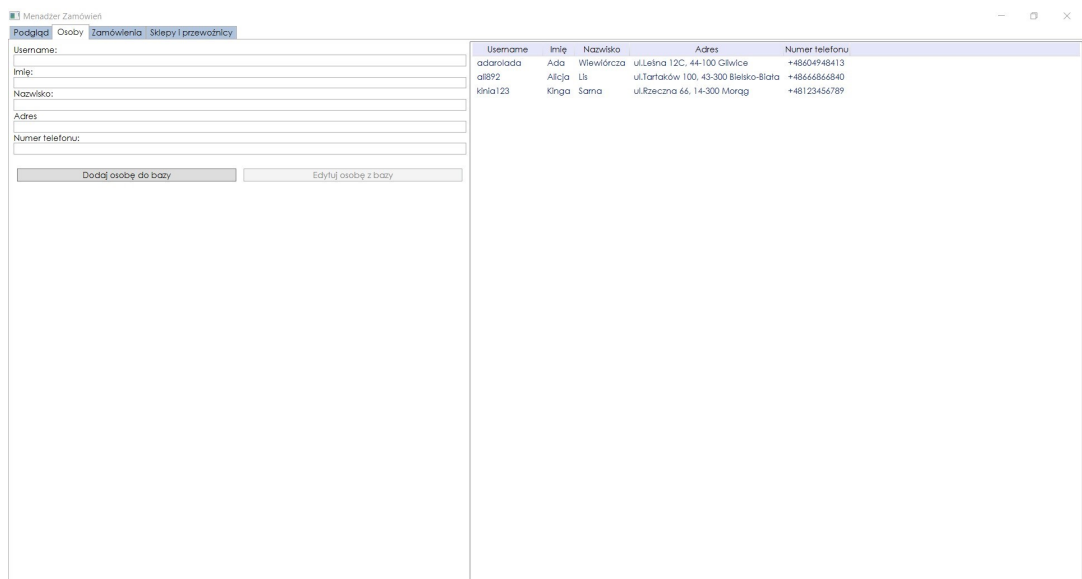 Menadżer Zamówień
Podgląd Osoby Zamówienia Sklepy i przewoźnicy
Username:
Imię:
Nazwisko:
Adres
Numer telefonu:
Dodaj osobę do bazy Edytuj osobę z bazy
Username Imię Nazwisko Adres Numer telefonu
adarolada Ada Wiewiórcza ul.Leśna 12C, 44-100 Gliwice +48604948413
ali892 Alicja Lis ul.Tartaków 100, 43-300 Bielsko-Biała +48666866840
kinia123 Kinga Sarna ul.Rzeczna 66, 14-300 Morąg +48123456789